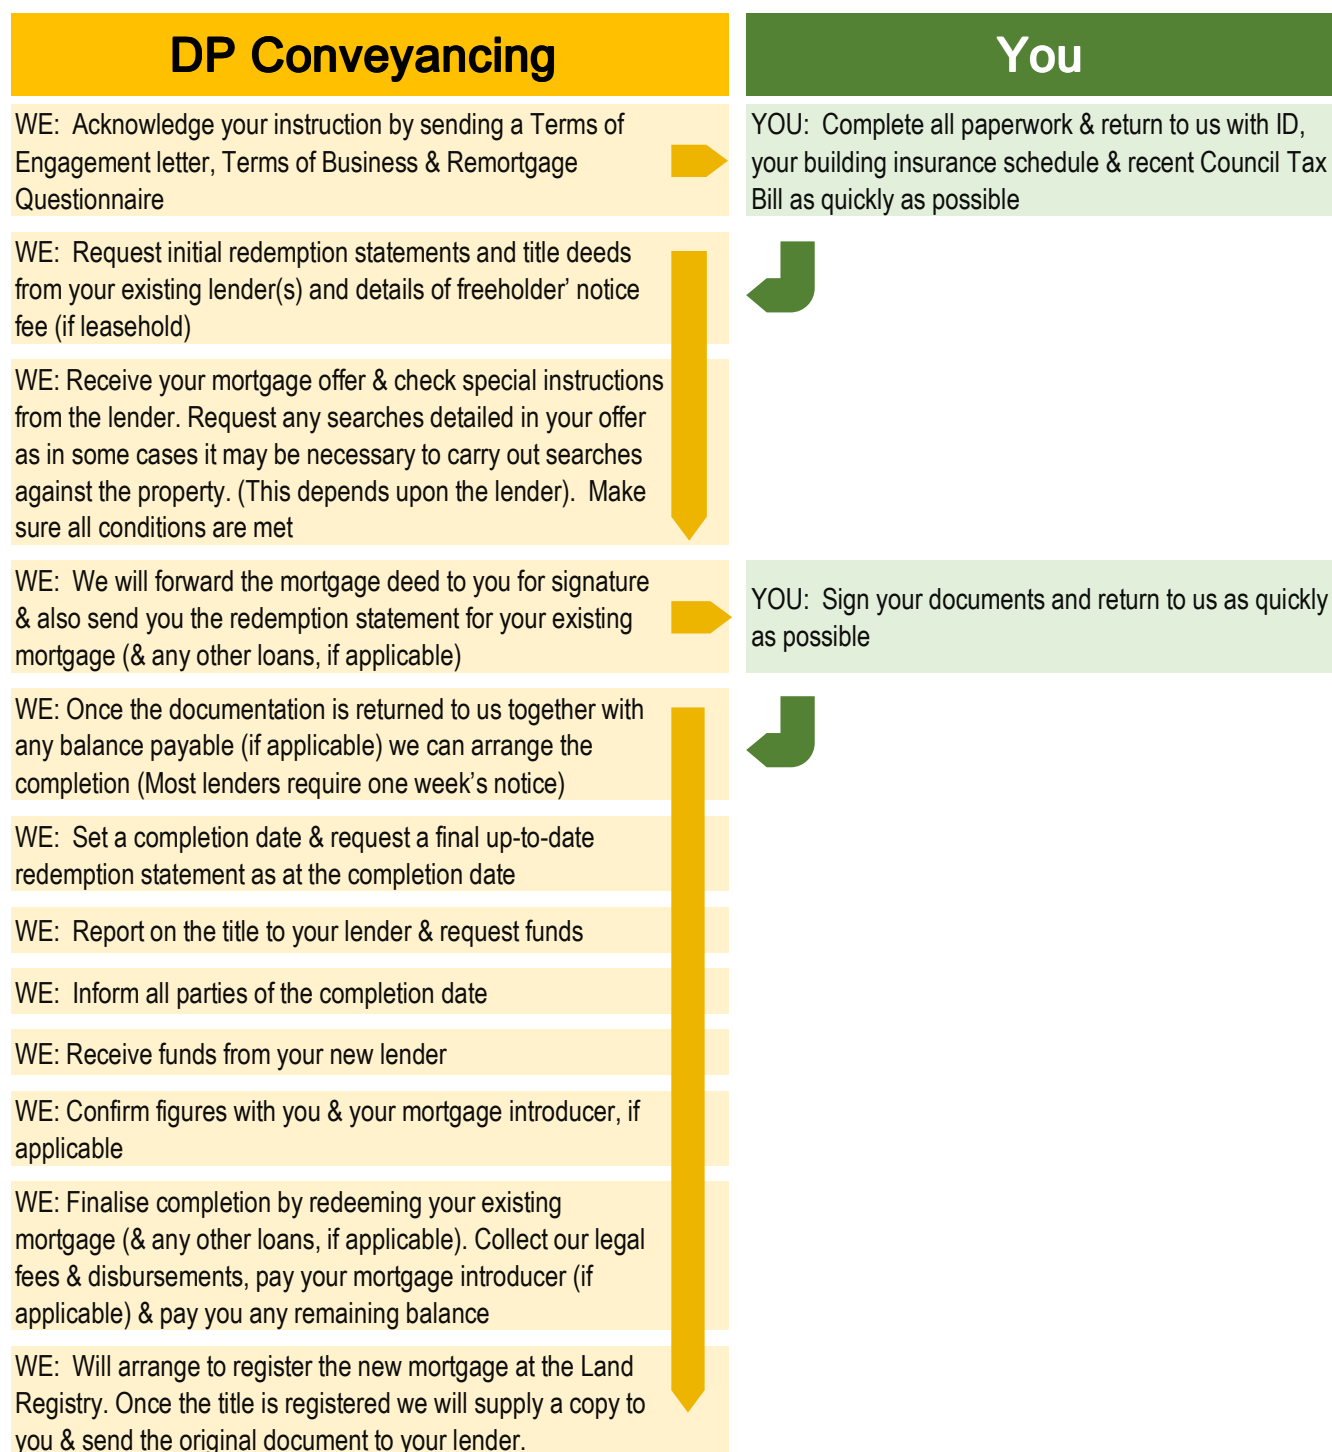 DP Conveyancing
You
WE:  Acknowledge your instruction by sending a Terms of
Engagement letter, Terms of Business & Remortgage
Questionnaire
YOU:  Complete all paperwork & return to us with ID,
your building insurance schedule & recent Council Tax
Bill as quickly as possible
WE:  Request initial redemption statements and title deeds
from your existing lender(s) and details of freeholder’ notice
fee (if leasehold)
WE: Receive your mortgage offer & check special instructions
from the lender. Request any searches detailed in your offer
as in some cases it may be necessary to carry out searches
against the property. (This depends upon the lender).  Make
sure all conditions are met
WE:  We will forward the mortgage deed to you for signature
& also send you the redemption statement for your existing
mortgage (& any other loans, if applicable)
YOU:  Sign your documents and return to us as quickly
as possible
WE: Once the documentation is returned to us together with
any balance payable (if applicable) we can arrange the
completion (Most lenders require one week’s notice)
WE:  Set a completion date & request a final up-to-date
redemption statement as at the completion date
WE:  Report on the title to your lender & request funds
WE:  Inform all parties of the completion date
WE: Receive funds from your new lender
WE: Confirm figures with you & your mortgage introducer, if
applicable
WE: Finalise completion by redeeming your existing
mortgage (& any other loans, if applicable). Collect our legal
fees & disbursements, pay your mortgage introducer (if
applicable) & pay you any remaining balance
WE:  Will arrange to register the new mortgage at the Land
Registry. Once the title is registered we will supply a copy to
you & send the original document to your lender.